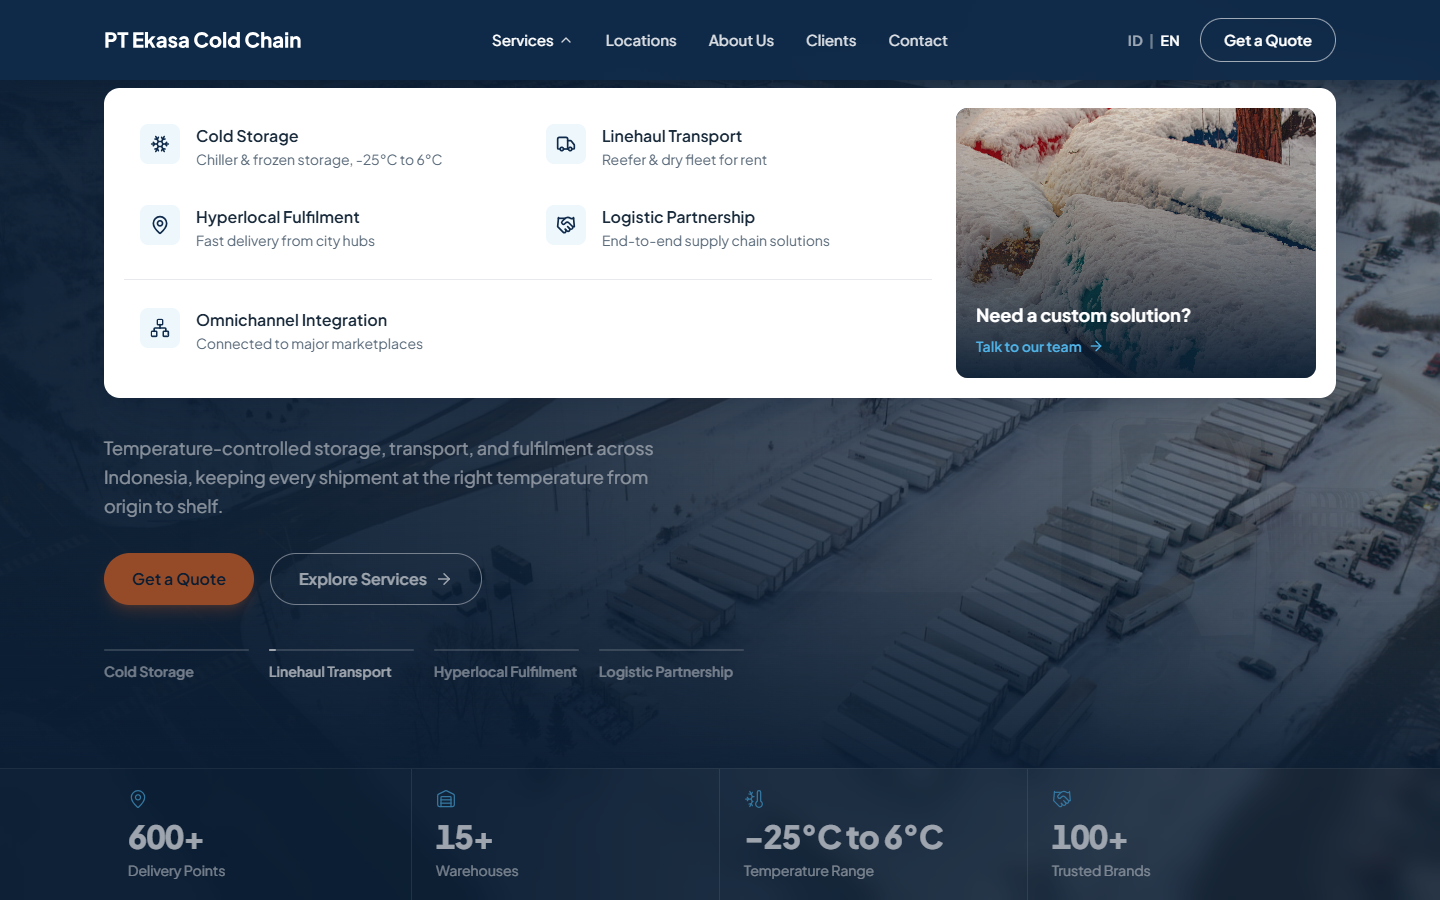 PT Ekasa Cold Chain
Services
Locations
About Us
Clients
Contact
ID | EN
Get a Quote
Cold Storage
Chiller & frozen storage, -25°C to 6°C
Linehaul Transport
Reefer & dry fleet for rent
Hyperlocal Fulfilment
Fast delivery from city hubs
Logistic Partnership
End-to-end supply chain solutions
Omnichannel Integration
Connected to major marketplaces
Need a custom solution?
Talk to our team
Temperature-controlled storage, transport, and fulfilment across
Indonesia, keeping every shipment at the right temperature from
origin to shelf.
Get a Quote
Explore Services
Cold Storage
Linehaul Transport
Hyperlocal Fulfilment
Logistic Partnership
600+
Delivery Points
15+
Warehouses
-25°C to 6°C
Temperature Range
100+
Trusted Brands